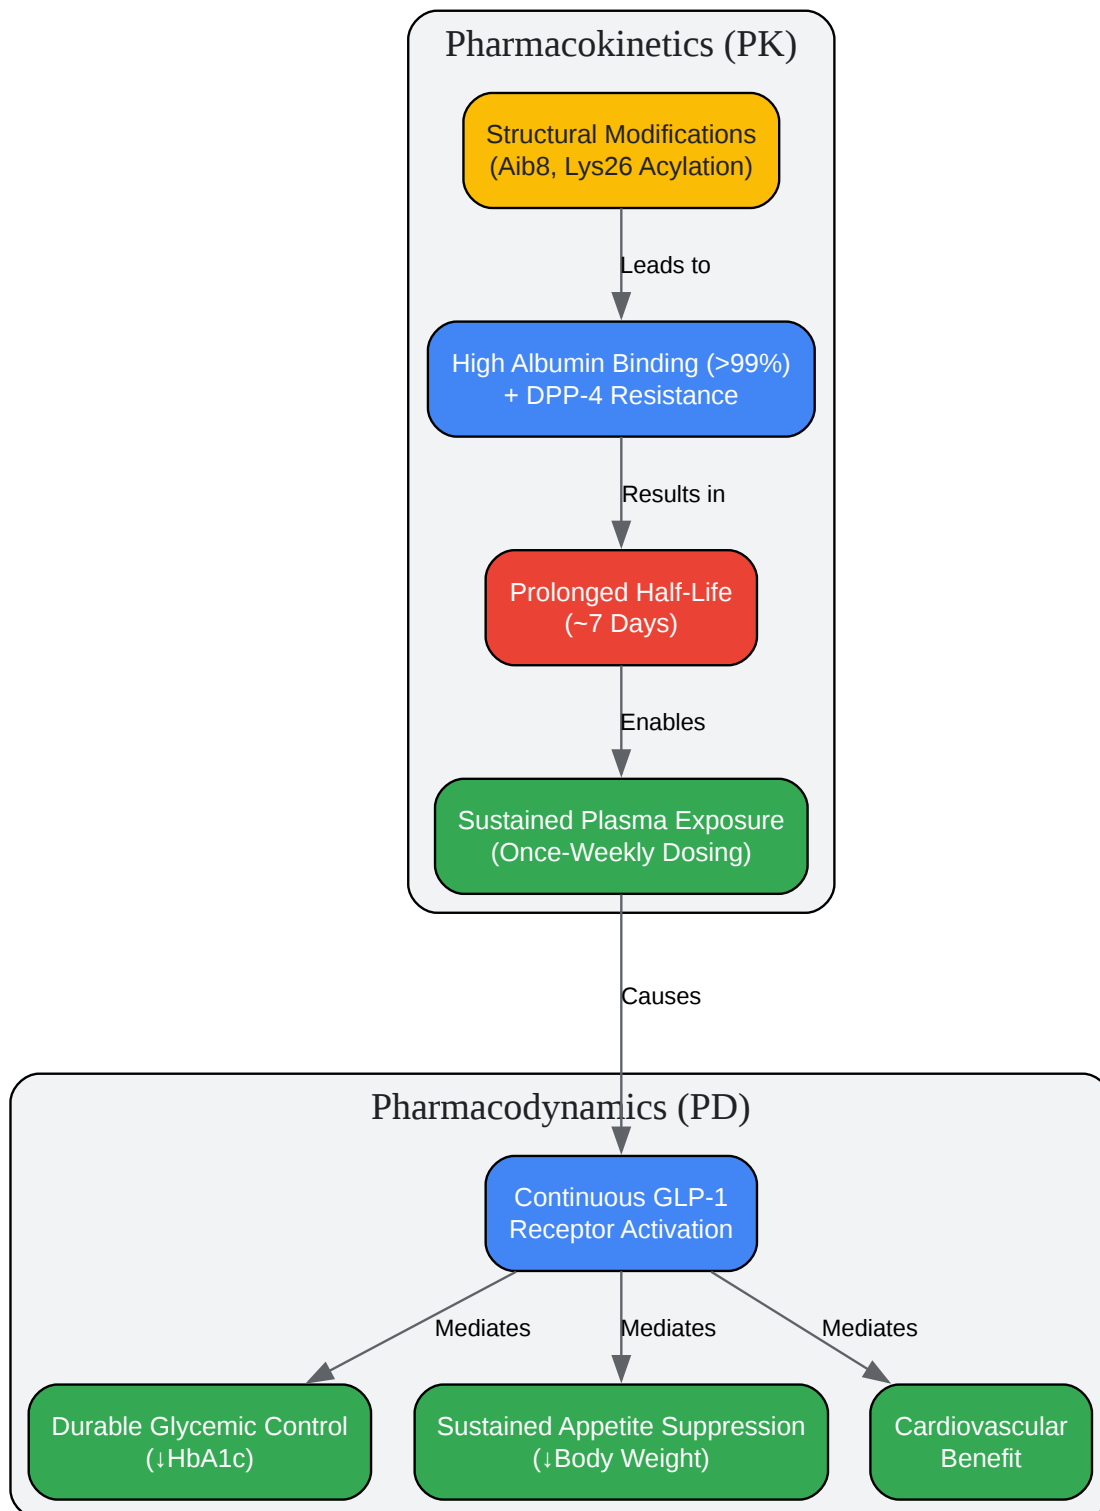 Pharmacokinetics (PK)
Structural Modifications
(Aib8, Lys26 Acylation)
Leads to
High Albumin Binding (>99%)
+ DPP-4 Resistance
Results in
Prolonged Half-Life
(~7 Days)
Enables
Sustained Plasma Exposure
(Once-Weekly Dosing)
Causes
Pharmacodynamics (PD)
Continuous GLP-1
Receptor Activation
Mediates
Mediates
Mediates
Durable Glycemic Control
(↓HbA1c)
Sustained Appetite Suppression
(↓Body Weight)
Cardiovascular
Benefit